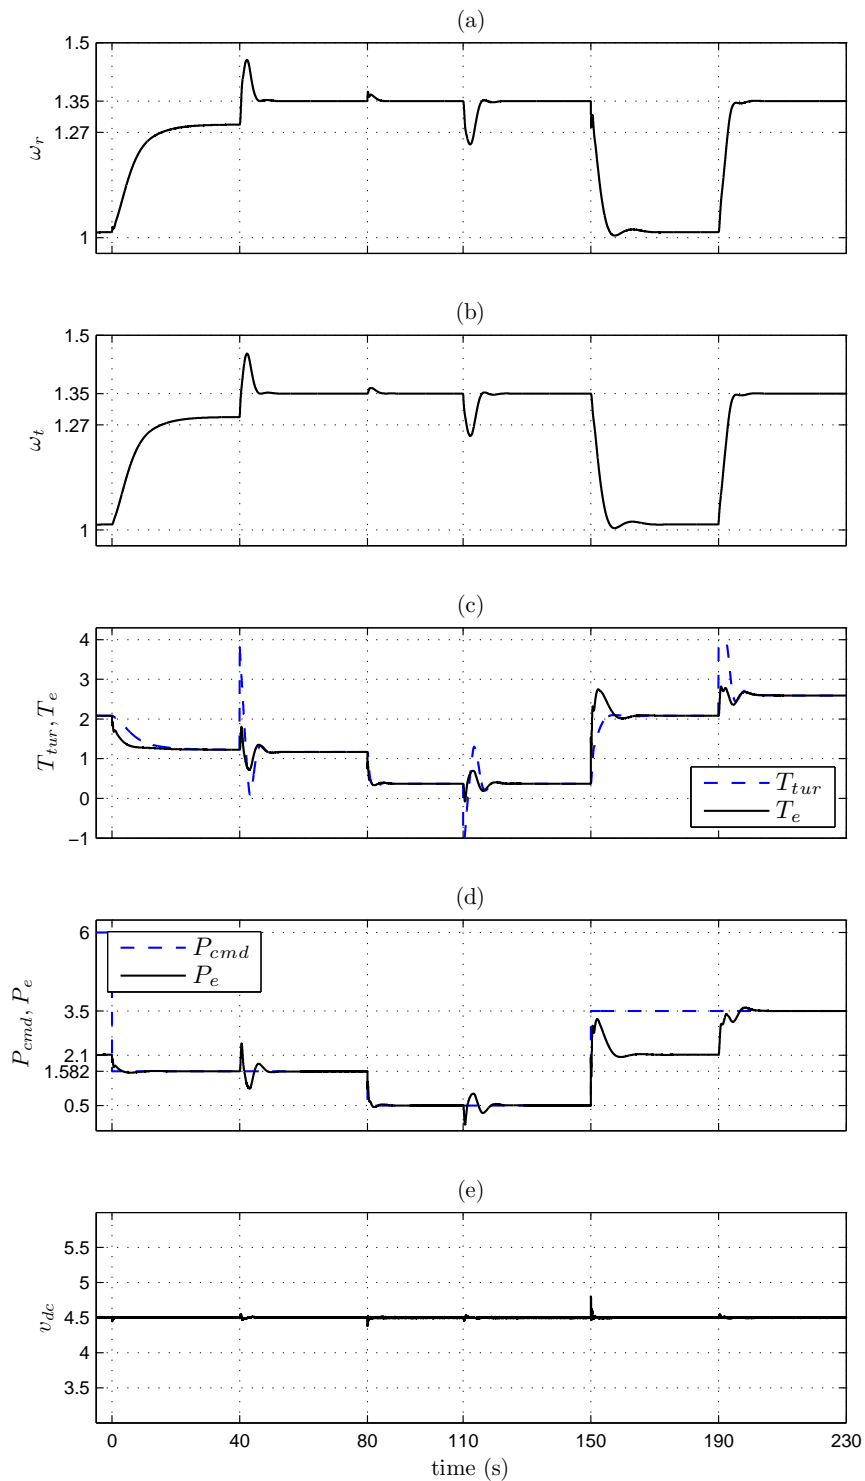 (a)
1.5
1.35
1.27
1
ω_r
(b)
1.5
1.35
1.27
1
ω_t
(c)
4
3
2
1
0
−1
T_tur, T_e
T_tur
T_e
(d)
6
3.5
2.1
1.582
0.5
P_cmd, P_e
P_cmd
P_e
(e)
5.5
5
4.5
4
3.5
v_dc
0 40 80 110 150 190 230
time (s)